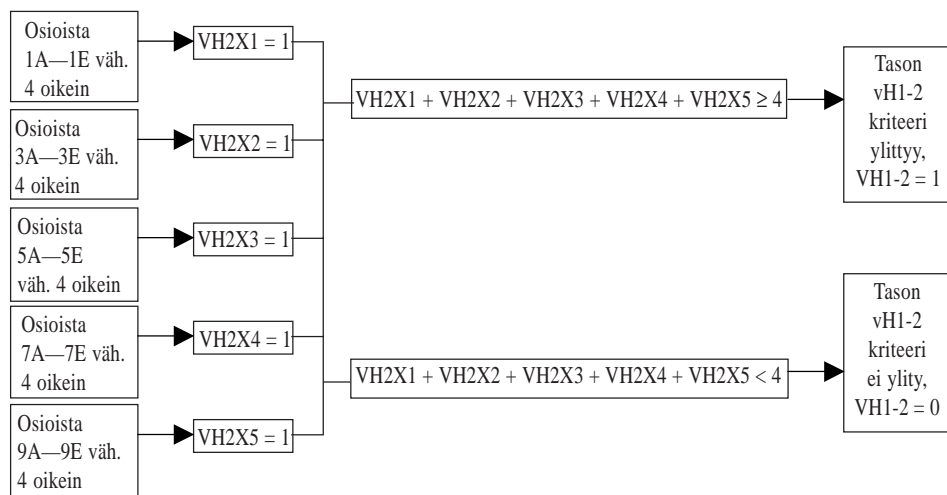 Osioista
1A—1E väh.
4 oikein
VH2X1 = 1
Osioista
3A—3E väh.
4 oikein
VH2X2 = 1
Osioista
5A—5E
väh. 4 oikein
VH2X3 = 1
Osioista
7A—7E väh.
4 oikein
VH2X4 = 1
Osioista
9A—9E väh.
4 oikein
VH2X5 = 1
VH2X1 + VH2X2 + VH2X3 + VH2X4 + VH2X5 ≥ 4
Tason
vH1-2
kriteeri
ylittyy,
VH1-2 = 1
VH2X1 + VH2X2 + VH2X3 + VH2X4 + VH2X5 < 4
Tason
vH1-2
kriteeri
ei ylity,
VH1-2 = 0